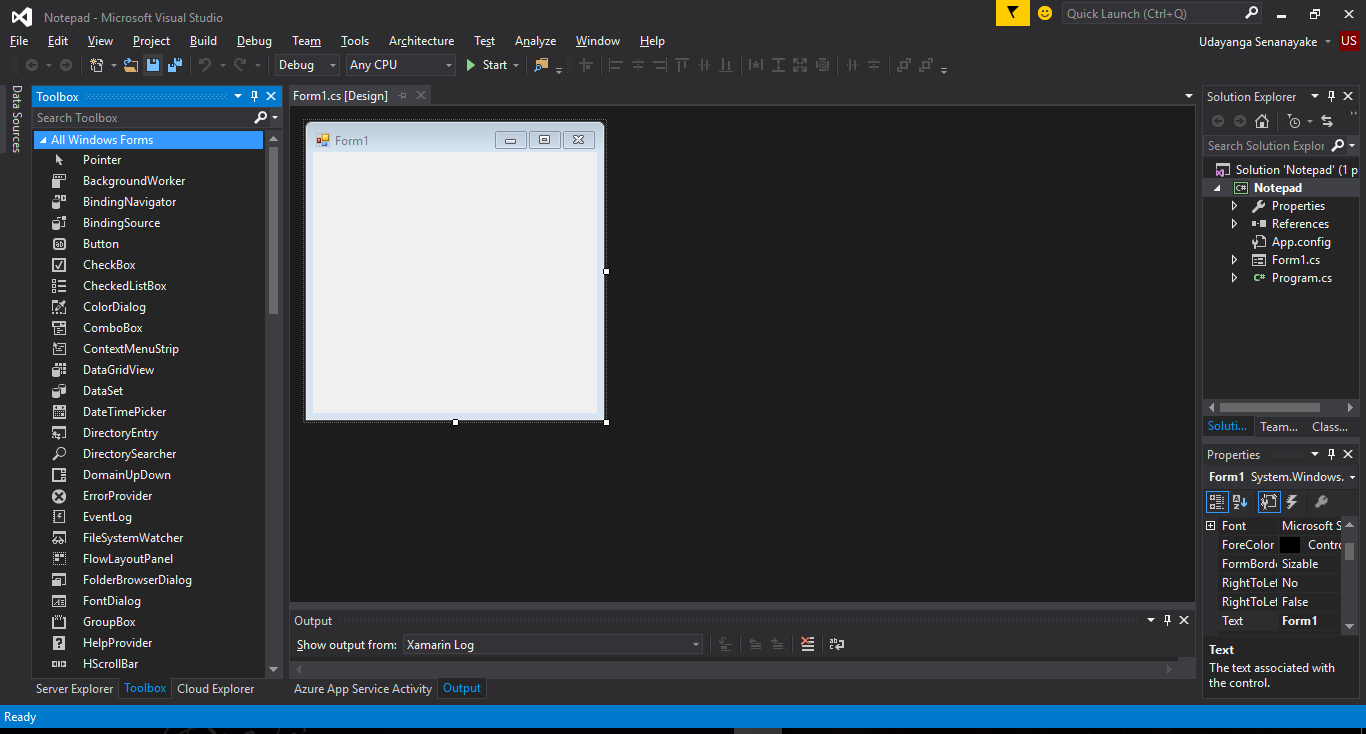 Notepad - Microsoft Visual Studio
Quick Launch (Ctrl+Q)
File Edit View Project Build Debug Team Tools Architecture Test Analyze Window Help
Udayanga Senanayake US
Debug Any CPU Start
Data Sources
Toolbox
Search Toolbox
All Windows Forms
Pointer
BackgroundWorker
BindingNavigator
BindingSource
Button
CheckBox
CheckedListBox
ColorDialog
ComboBox
ContextMenuStrip
DataGridView
DataSet
DateTimePicker
DirectoryEntry
DirectorySearcher
DomainUpDown
ErrorProvider
EventLog
FileSystemWatcher
FlowLayoutPanel
FolderBrowserDialog
FontDialog
GroupBox
HelpProvider
HScrollBar
Server Explorer Toolbox Cloud Explorer
Form1.cs [Design]
Form1
Output
Show output from: Xamarin Log
Azure App Service Activity Output
Solution Explorer
Search Solution Explor
Solution 'Notepad' (1 p
C# Notepad
Properties
References
App.config
Form1.cs
C# Program.cs
Soluti... Team... Class...
Properties
Form1 System.Windows.
Font Microsoft S
ForeColor Contro
FormBorde Sizable
RightToLef No
RightToLef False
Text Form1
Text
The text associated with
the control.
Ready